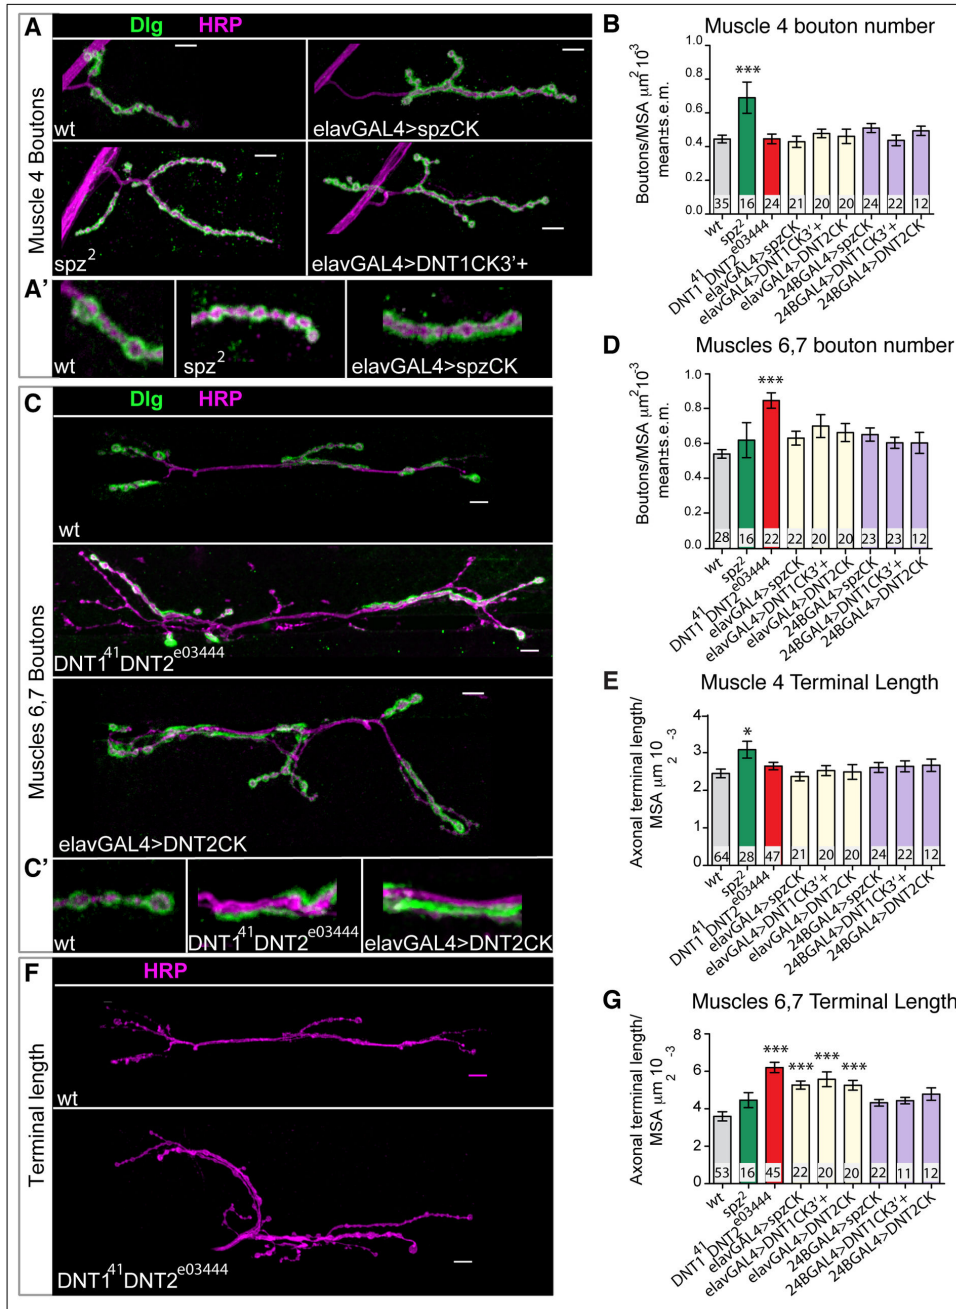 A
Dlg HRP
Muscle 4 Boutons
wt
elavGAL4>spzCK
spz2
elavGAL4>DNT1CK3'+
A'
wt
spz2
elavGAL4>spzCK
B
Muscle 4 bouton number
Boutons/MSA µm2 10-3
mean±s.e.m.
1.0
0.8
0.6
0.4
0.2
0.0
***
35 16 24 21 20 20 24 22 12
wt
spz2
DNT141 DNT2e03444
elavGAL4>spzCK
elavGAL4>DNT1CK3'+
elavGAL4>DNT2CK
24BGAL4>spzCK
24BGAL4>DNT1CK3'+
24BGAL4>DNT2CK
C
Dlg HRP
Muscles 6,7 Boutons
wt
DNT141DNT2e03444
elavGAL4>DNT2CK
C'
wt
DNT141DNT2e03444
elavGAL4>DNT2CK
D
Muscles 6,7 bouton number
Boutons/MSA µm2 10-3
mean±s.e.m.
1.0
0.8
0.6
0.4
0.2
0.0
***
28 16 22 22 20 20 23 23 12
wt
spz2
DNT141 DNT2e03444
elavGAL4>spzCK
elavGAL4>DNT1CK3'+
elavGAL4>DNT2CK
24BGAL4>spzCK
24BGAL4>DNT1CK3'+
24BGAL4>DNT2CK
E
Muscle 4 Terminal Length
Axonal terminal length/
MSA µm 10
2 -3
4
3
2
1
0
*
64 28 47 21 20 20 24 22 12
wt
spz2
DNT141 DNT2e03444
elavGAL4>spzCK
elavGAL4>DNT1CK3'+
elavGAL4>DNT2CK
24BGAL4>spzCK
24BGAL4>DNT1CK3'+
24BGAL4>DNT2CK
F
HRP
Terminal length
wt
DNT141DNT2e03444
G
Muscles 6,7 Terminal Length
Axonal terminal length/
MSA µm 10
2 -3
8
6
4
2
0
*** *** *** ***
53 16 45 22 20 20 22 11 12
wt
spz2
DNT141 DNT2e03444
elavGAL4>spzCK
elavGAL4>DNT1CK3'+
elavGAL4>DNT2CK
24BGAL4>spzCK
24BGAL4>DNT1CK3'+
24BGAL4>DNT2CK